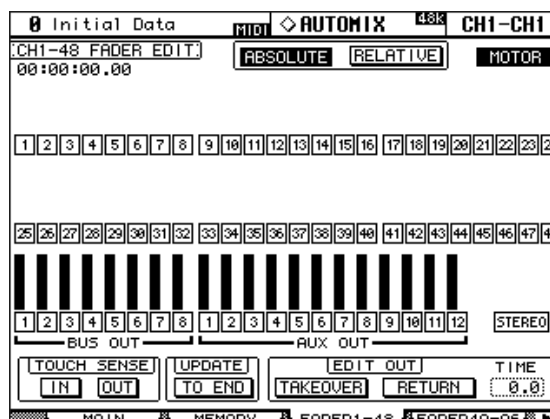 0 Initial Data MIDI ◇AUTOMIX 48K CH1-CH1
CH1-48 FADER EDIT ABSOLUTE RELATIVE MOTOR
00:00:00.00
1 2 3 4 5 6 7 8 9 10 11 12 13 14 15 16 17 18 19 20 21 22 23
25 26 27 28 29 30 31 32 33 34 35 36 37 38 39 40 41 42 43 44 45 46 47
1 2 3 4 5 6 7 8 1 2 3 4 5 6 7 8 9 10 11 12 STEREO
BUS OUT AUX OUT
TOUCH SENSE UPDATE EDIT OUT TIME
IN OUT TO END TAKEOVER RETURN 0.0
MAIN MEMORY FADER1-48